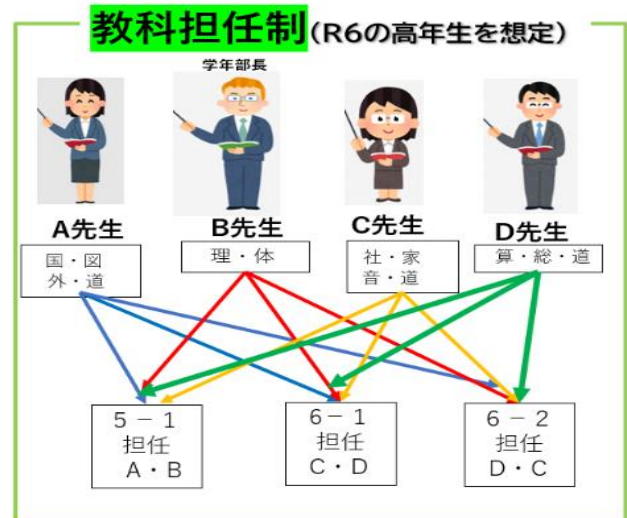 教科担任制(R6の高年生を想定)
学年部長
A先生
B先生
C先生
D先生
国・図
外・道
理・体
社・家
音・道
算・総・道
5-1
担任
A・B
6-1
担任
C・D
6-2
担任
D・C